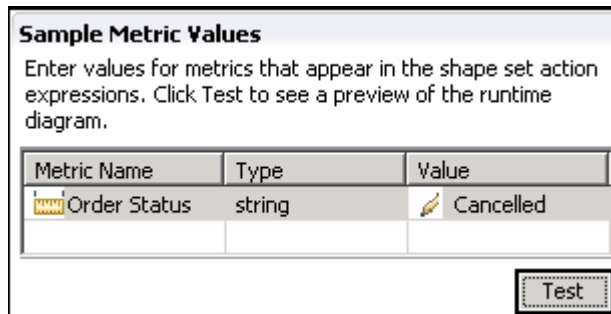 Sample Metric Values
Enter values for metrics that appear in the shape set action
expressions. Click Test to see a preview of the runtime
diagram.
Metric Name Type Value
Order Status string Cancelled
Test